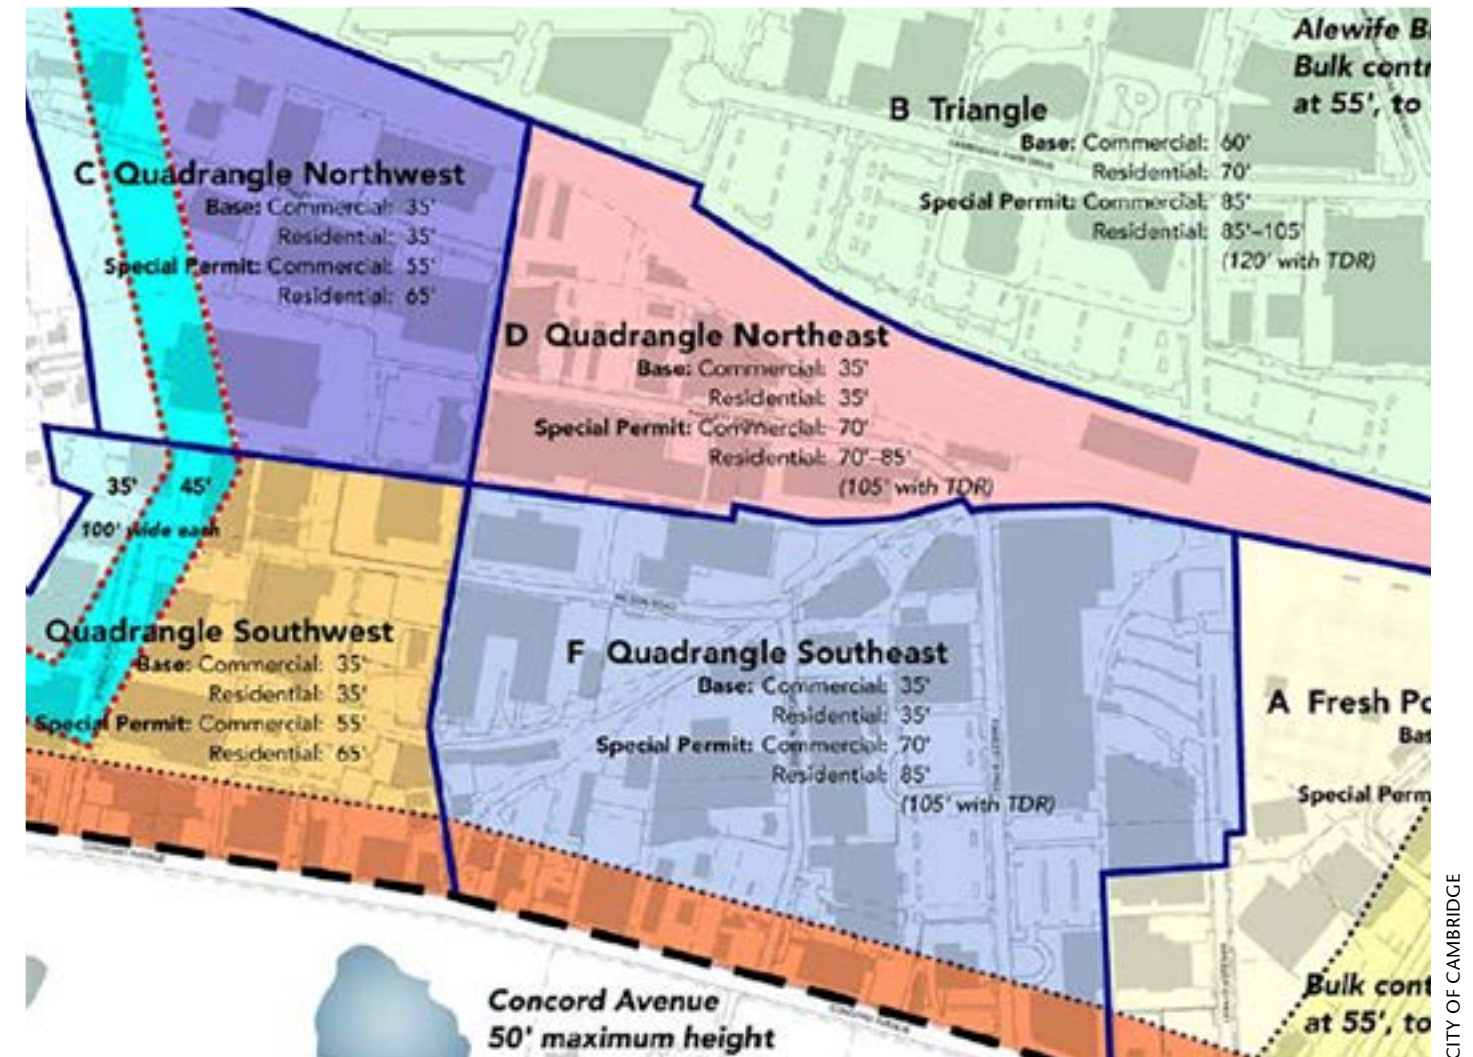 Alewife B
Bulk contr
at 55', to
B Triangle
Base: Commercial: 60'
Residential: 70'
Special Permit: Commercial: 85'
Residential: 85'–105'
(120' with TDR)
C Quadrangle Northwest
Base: Commercial: 35'
Residential: 35'
Special Permit: Commercial: 55'
Residential: 65'
D Quadrangle Northeast
Base: Commercial: 35'
Residential: 35'
Special Permit: Commercial: 70'
Residential: 70'–85'
(105' with TDR)
35' 45'
100' wide each
Quadrangle Southwest
Base: Commercial: 35'
Residential: 35'
Special Permit: Commercial: 55'
Residential: 65'
F Quadrangle Southeast
Base: Commercial: 35'
Residential: 35'
Special Permit: Commercial: 70'
Residential: 85'
(105' with TDR)
A Fresh Po
Bas
Special Perm
Bulk cont
at 55', to
Concord Avenue
50' maximum height
CONCORD AVENUE
CITY OF CAMBRIDGE